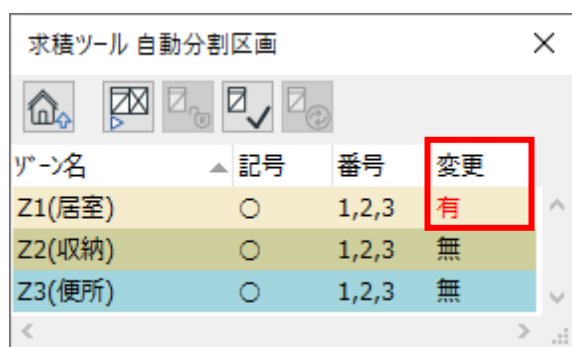 求積ツール 自動分割区画
ゾーン名 記号 番号 変更
Z1(居室) ○ 1,2,3 有
Z2(収納) ○ 1,2,3 無
Z3(便所) ○ 1,2,3 無